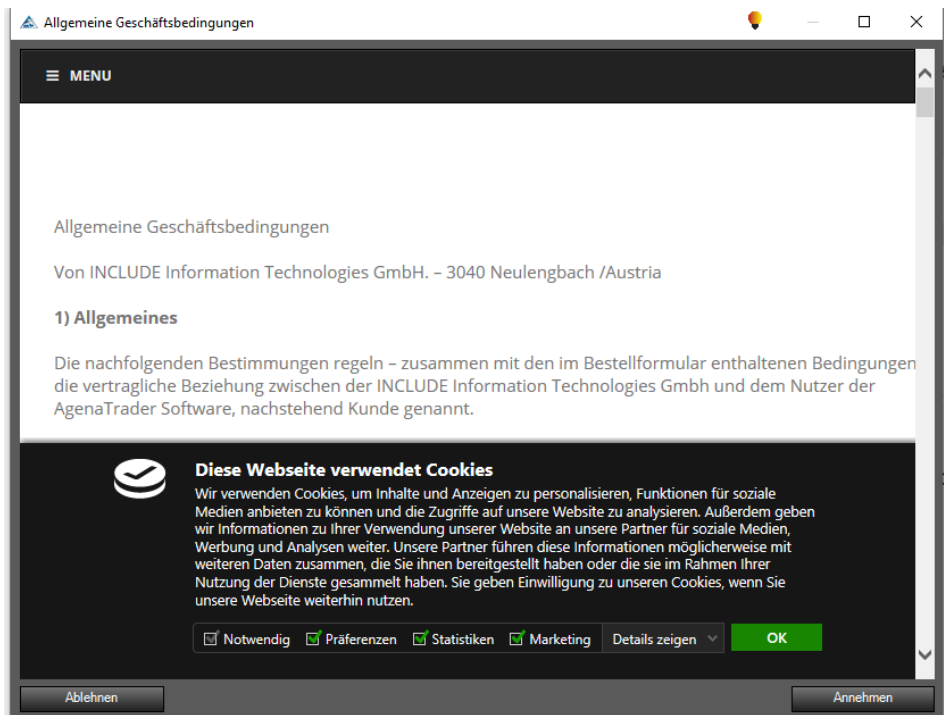 Allgemeine Geschäftsbedingungen
≡ MENU
Allgemeine Geschäftsbedingungen
Von INCLUDE Information Technologies GmbH. – 3040 Neulengbach /Austria
1) Allgemeines
Die nachfolgenden Bestimmungen regeln – zusammen mit den im Bestellformular enthaltenen Bedingungen
die vertragliche Beziehung zwischen der INCLUDE Information Technologies Gmbh und dem Nutzer der
AgenaTrader Software, nachstehend Kunde genannt.
Diese Webseite verwendet Cookies
Wir verwenden Cookies, um Inhalte und Anzeigen zu personalisieren, Funktionen für soziale
Medien anbieten zu können und die Zugriffe auf unsere Website zu analysieren. Außerdem geben
wir Informationen zu Ihrer Verwendung unserer Website an unsere Partner für soziale Medien,
Werbung und Analysen weiter. Unsere Partner führen diese Informationen möglicherweise mit
weiteren Daten zusammen, die Sie ihnen bereitgestellt haben oder die sie im Rahmen Ihrer
Nutzung der Dienste gesammelt haben. Sie geben Einwilligung zu unseren Cookies, wenn Sie
unsere Webseite weiterhin nutzen.
Notwendig Präferenzen Statistiken Marketing Details zeigen OK
Ablehnen Annehmen